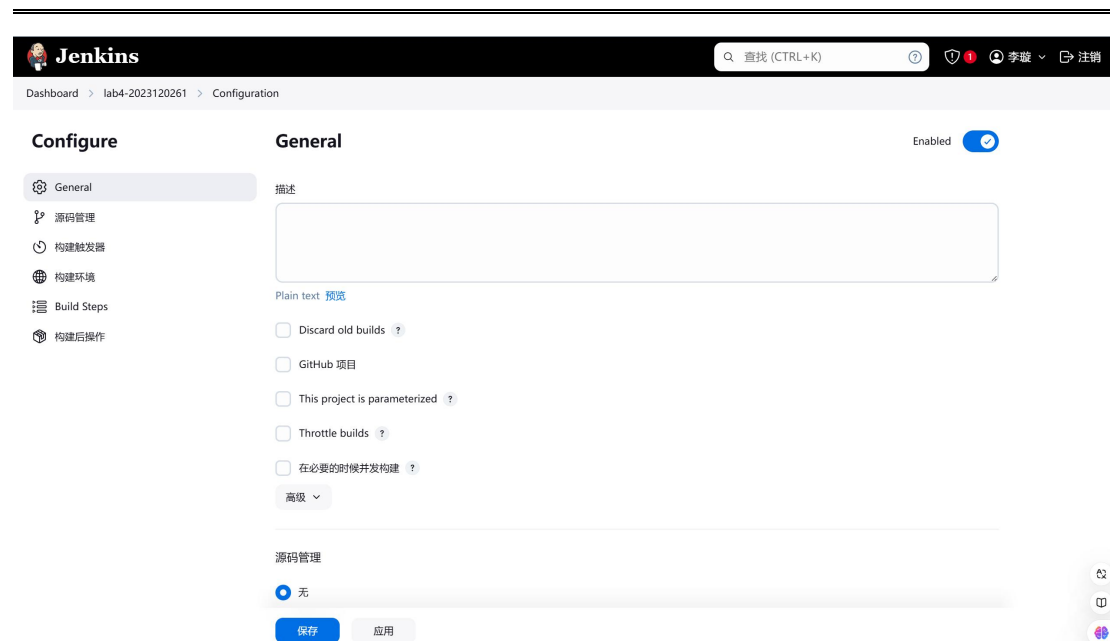 Jenkins
查找 (CTRL+K)
1
李璇
注销
Dashboard > lab4-2023120261 > Configuration
Configure
General
源码管理
构建触发器
构建环境
Build Steps
构建后操作
General
Enabled
描述
Plain text 预览
Discard old builds ?
GitHub 项目
This project is parameterized ?
Throttle builds ?
在必要的时候并发构建 ?
高级
源码管理
无
保存
应用